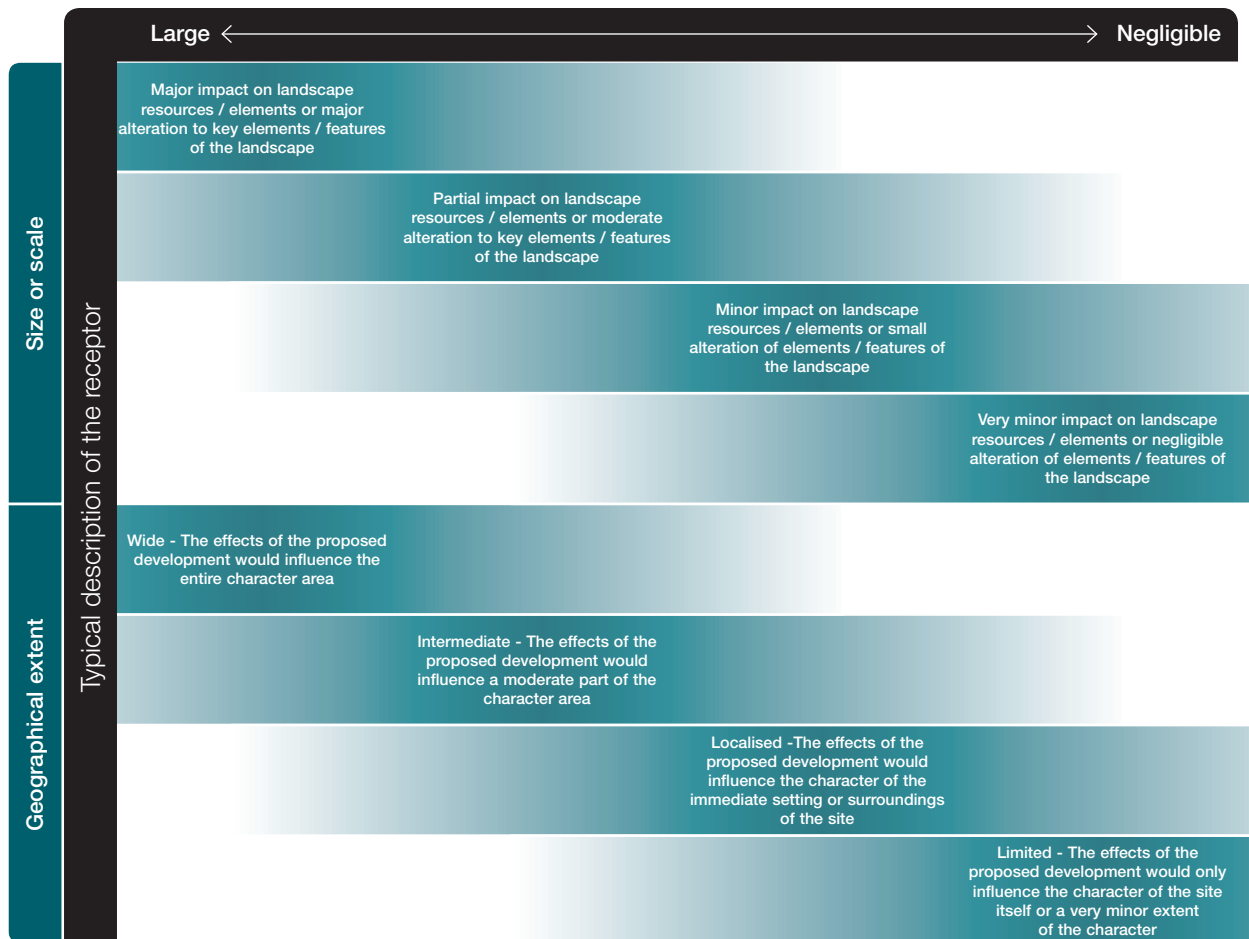 Large
Negligible
Size or scale
Typical description of the receptor
Major impact on landscape
resources / elements or major
alteration to key elements / features
of the landscape
Partial impact on landscape
resources / elements or moderate
alteration to key elements / features
of the landscape
Minor impact on landscape
resources / elements or small
alteration of elements / features of
the landscape
Very minor impact on landscape
resources / elements or negligible
alteration of elements / features of
the landscape
Geographical extent
Wide - The effects of the proposed
development would influence the
entire character area
Intermediate - The effects of the
proposed development would
influence a moderate part of the
character area
Localised -The effects of the
proposed development would
influence the character of the
immediate setting or surroundings
of the site
Limited - The effects of the
proposed development would only
influence the character of the site
itself or a very minor extent
of the character